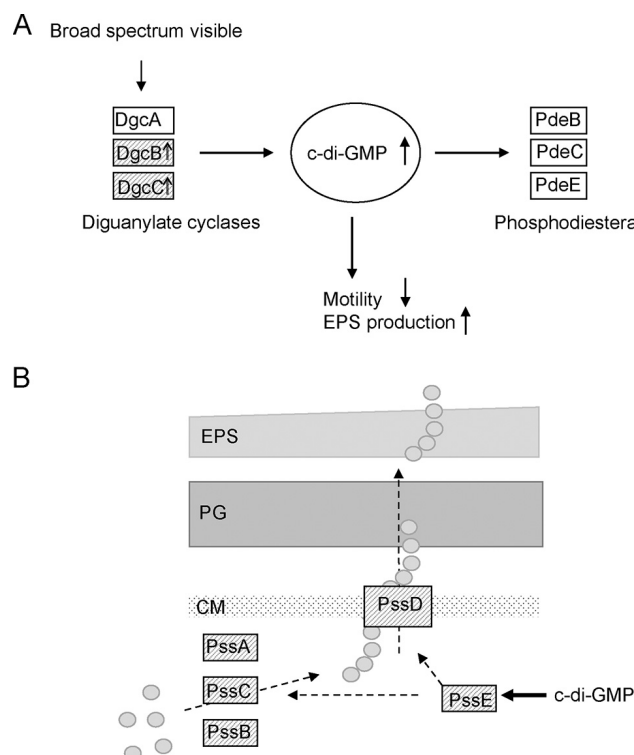 A
Broad spectrum visible
DgcA
DgcB↑
DgcC↑
Diguanylate cyclases
c-di-GMP ↑
PdeB
PdeC
PdeE
Phosphodiestera
Motility ↓
EPS production ↑
B
EPS
PG
CM
PssD
PssA
PssC
PssB
PssE
c-di-GMP